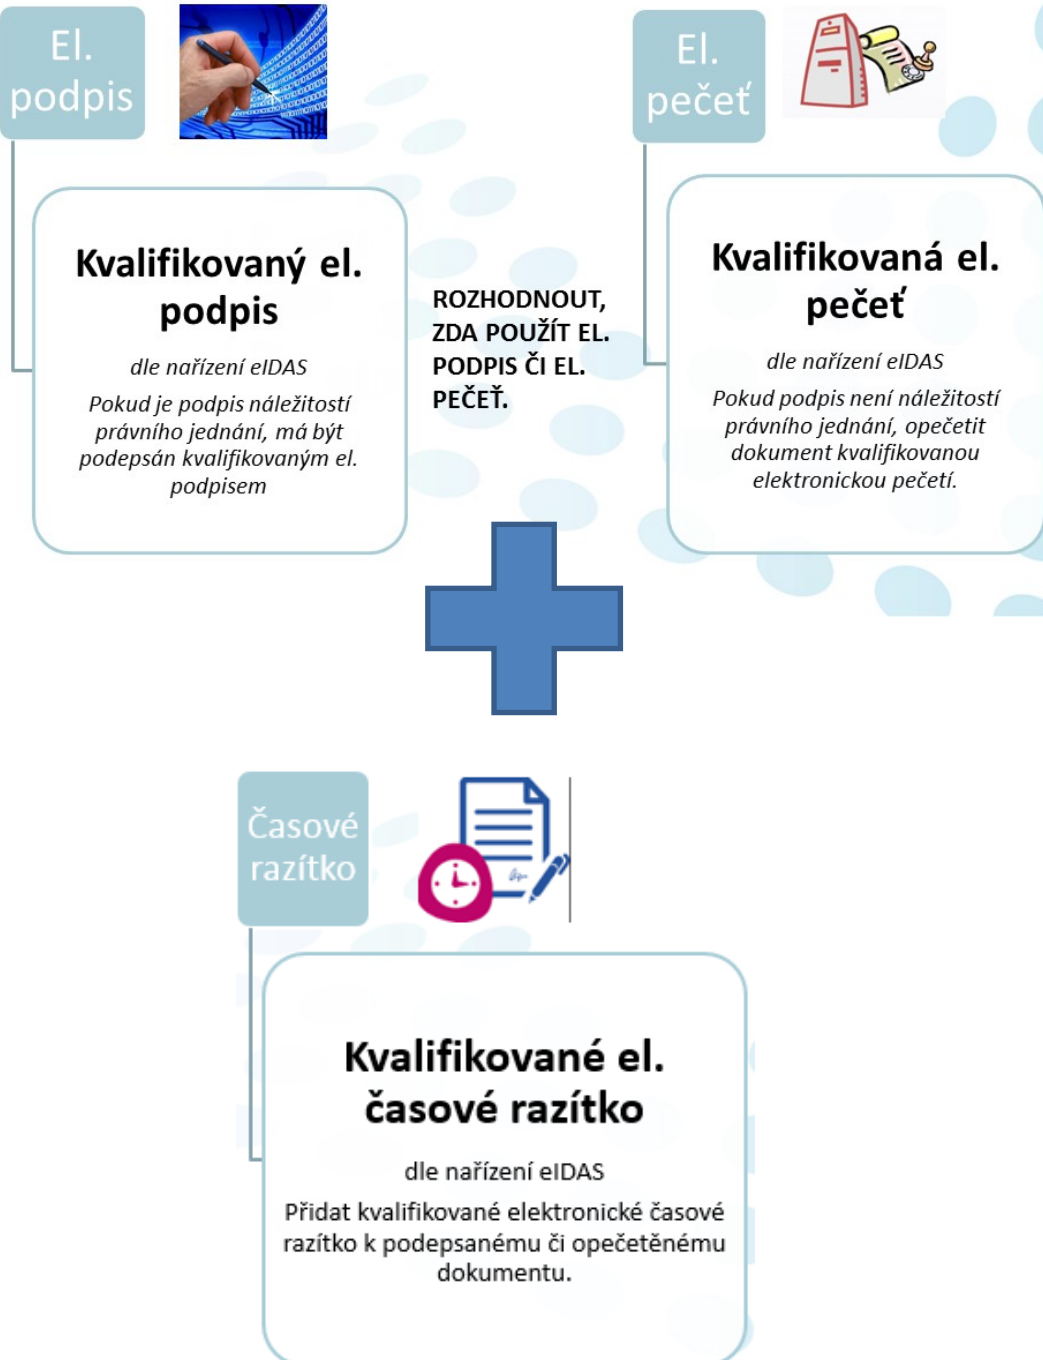 El.
podpis
Kvalifikovaný el.
podpis
dle nařízení eIDAS
Pokud je podpis náležitostí
právního jednání, má být
podepsán kvalifikovaným el.
podpisem
ROZHODNOUT,
ZDA POUŽÍT EL.
PODPIS ČI EL.
PEČEŤ.
El.
pečeť
Kvalifikovaná el.
pečeť
dle nařízení eIDAS
Pokud podpis není náležitostí
právního jednání, opečetit
dokument kvalifikovanou
elektronickou pečetí.
Časové
razítko
Kvalifikované el.
časové razítko
dle nařízení eIDAS
Přidat kvalifikované elektronické časové
razítko k podepsanému či opečetěnému
dokumentu.